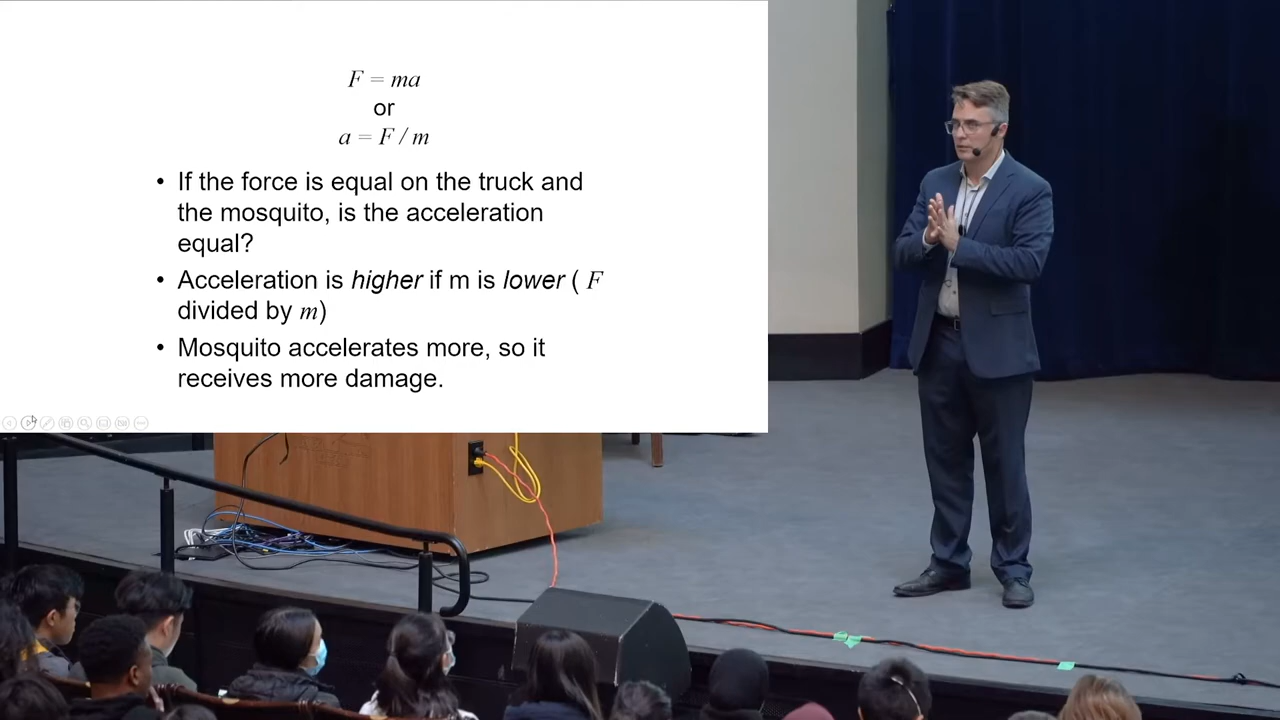 F = ma
or
a = F / m
• If the force is equal on the truck and
the mosquito, is the acceleration
equal?
• Acceleration is higher if m is lower ( F
divided by m)
• Mosquito accelerates more, so it
receives more damage.